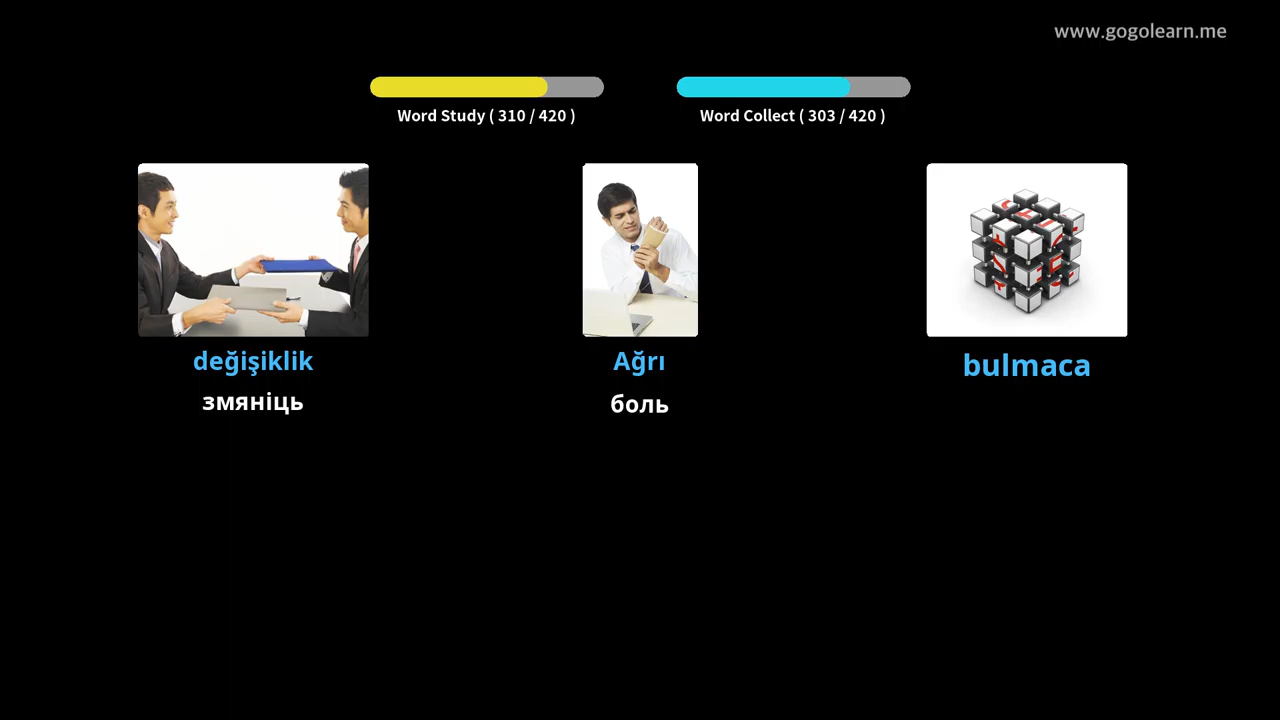 www.gogolearn.me
Word Study ( 310 / 420 )
Word Collect ( 303 / 420 )
değişiklik
Ağrı
bulmaca
змяніць
боль